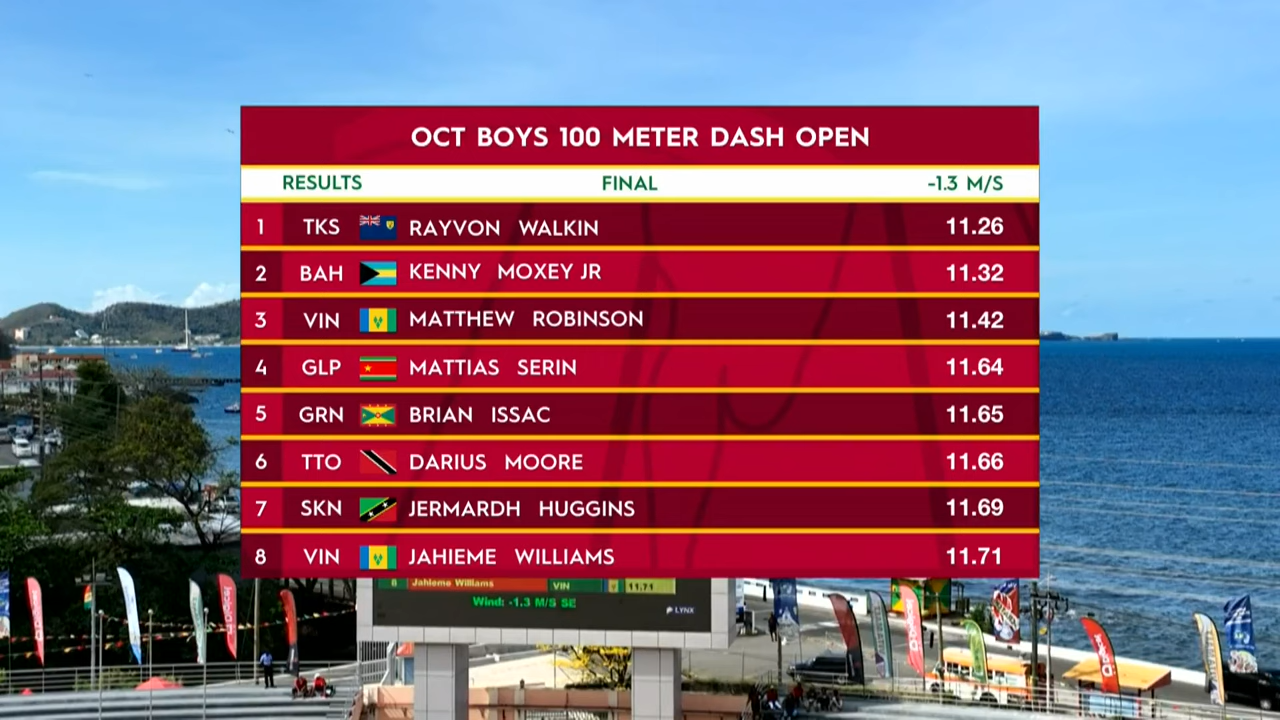 OCT BOYS 100 METER DASH OPEN
RESULTS FINAL -1.3 M/S
1 TKS RAYVON WALKIN 11.26
2 BAH KENNY MOXEY JR 11.32
3 VIN MATTHEW ROBINSON 11.42
4 GLP MATTIAS SERIN 11.64
5 GRN BRIAN ISSAC 11.65
6 TTO DARIUS MOORE 11.66
7 SKN JERMARDH HUGGINS 11.69
8 VIN JAHIEME WILLIAMS 11.71
8 Jahieme Williams VIN 11.71
Wind: -1.3 M/S SE
LYNX
Digicel
Digicel
Digicel